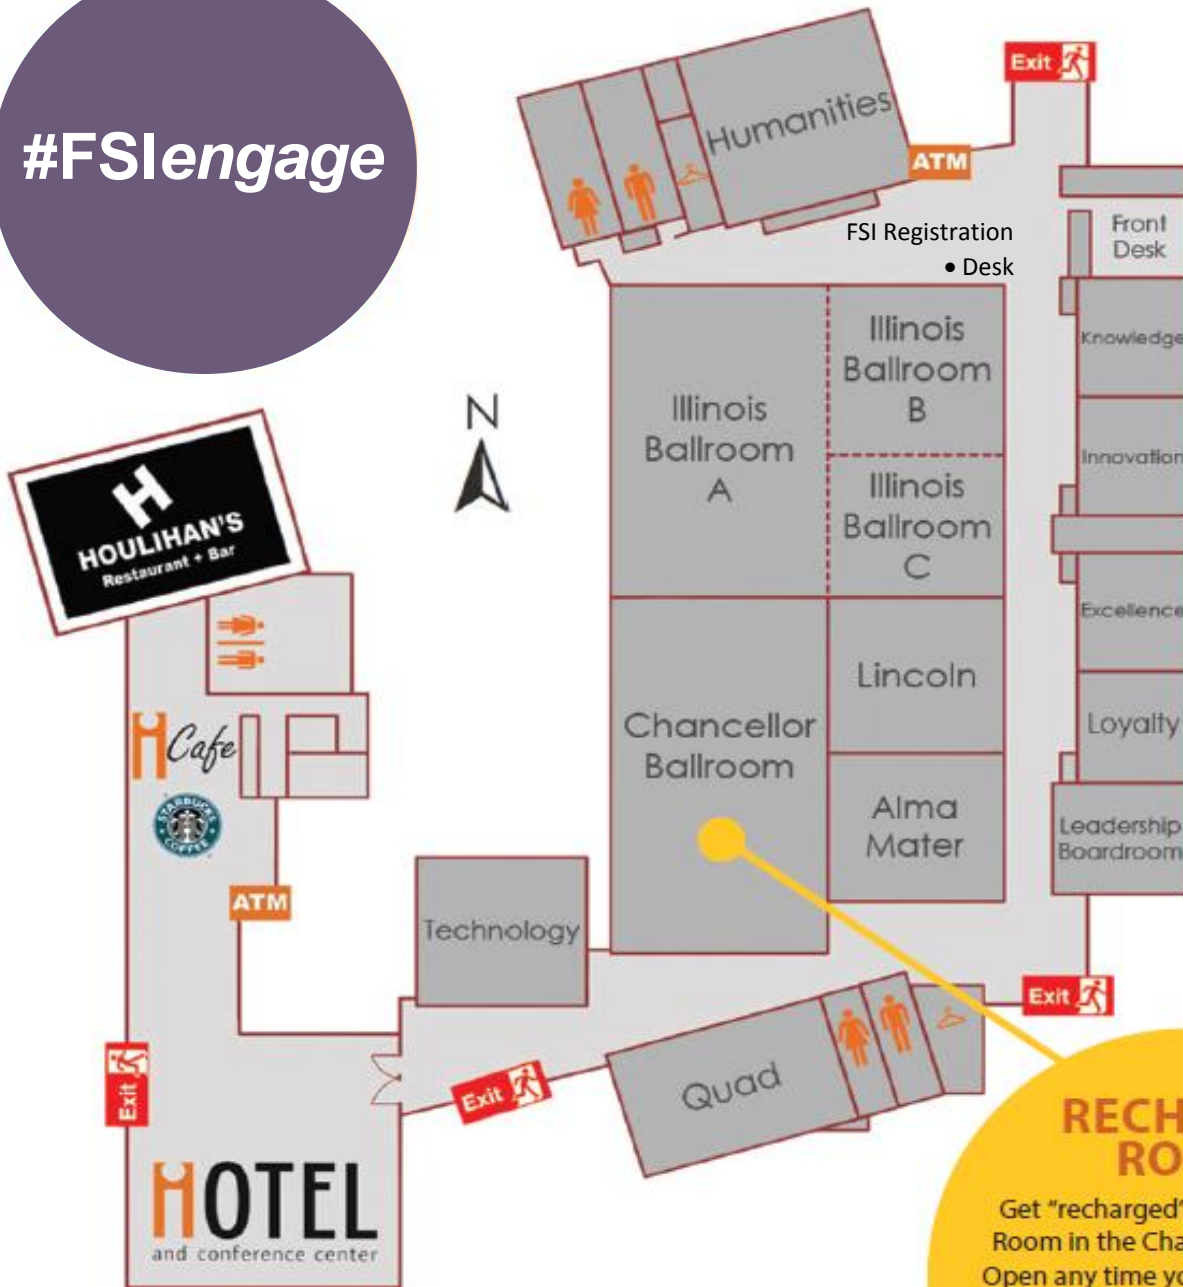 #FSIengage
Exit
Humanities
ATM
FSI Registration
• Desk
Front
Desk
Knowledge
Illinois
Ballroom
B
Illinois
Ballroom
A
N
Innovation
Illinois
Ballroom
C
H
HOULIHAN'S
Restaurant + Bar
Excellence
Lincoln
Loyalty
Chancellor
Ballroom
H Cafe
STARBUCKS
COFFEE
Alma
Mater
Leadership
Boardroom
ATM
Technology
Exit
Exit
Exit
Quad
HOTEL
and conference center
RECH
RO
Get "recharged"
Room in the Cha
Open any time yo